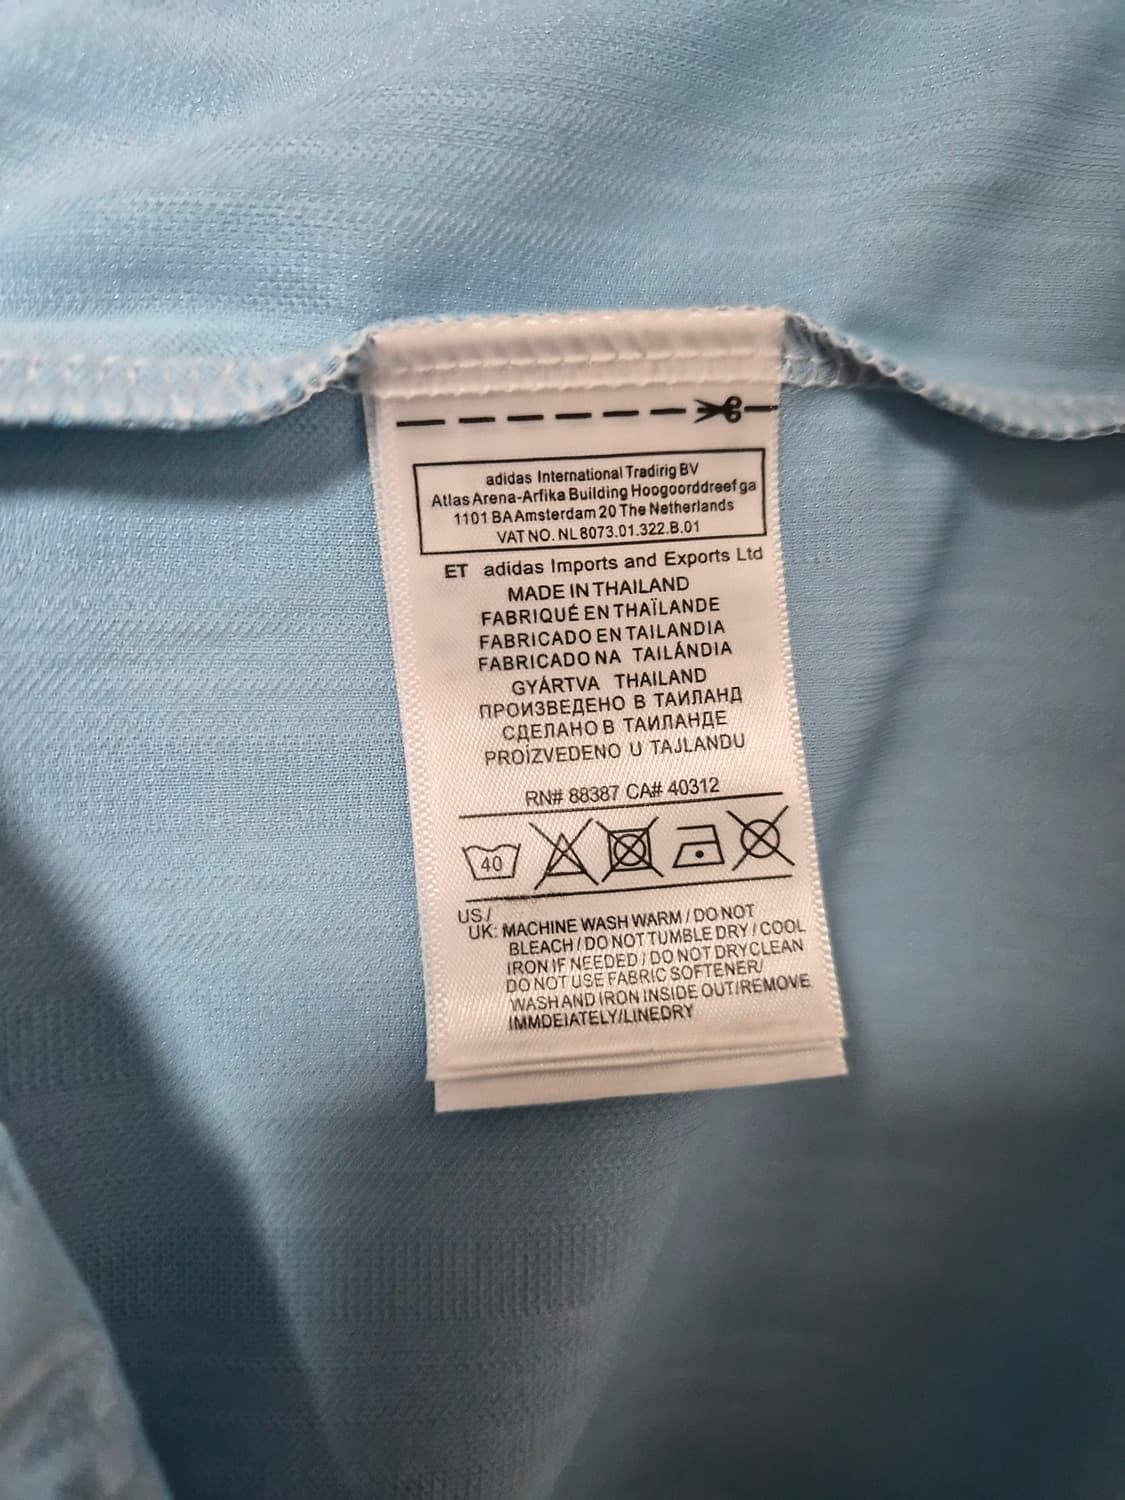 adidas International Tradirig BV
Atlas Arena-Arfika Building Hoogoorddreef ga
1101 BA Amsterdam 20 The Netherlands
VAT NO. NL 8073.01.322.B.01
ET adidas Imports and Exports Ltd
MADE IN THAILAND
FABRIQUÉ EN THAÏLANDE
FABRICADO EN TAILANDIA
FABRICADO NA TAILÁNDIA
GYÁRTVA THAILAND
ПРОИЗВЕДЕНО В ТАИЛАНД
СДЕЛАНО В ТАИЛАНДЕ
PROİZVEDENO U TAJLANDU
RN# 88387 CA# 40312
40
US /
UK: MACHINE WASH WARM / DO NOT
BLEACH / DO NOT TUMBLE DRY / COOL
IRON IF NEEDED / DO NOT DRYCLEAN
DO NOT USE FABRIC SOFTENER/
WASH AND IRON INSIDE OUT/REMOVE
IMMDEIATELY/LINEDRY